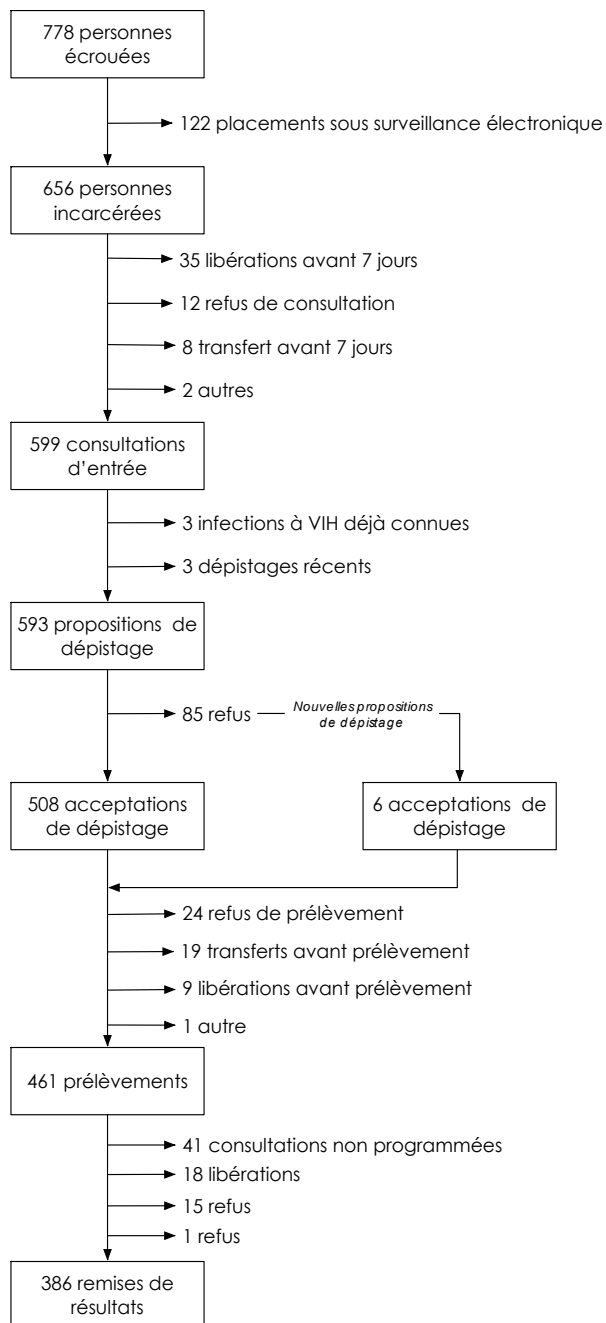 778 personnes
écrouées
122 placements sous surveillance électronique
656 personnes
incarcérées
35 libérations avant 7 jours
12 refus de consultation
8 transfert avant 7 jours
2 autres
599 consultations
d'entrée
3 infections à VIH déjà connues
3 dépistages récents
593 propositions de
dépistage
85 refus
Nouvelles propositions
de dépistage
508 acceptations
de dépistage
6 acceptations de
dépistage
24 refus de prélèvement
19 transferts avant prélèvement
9 libérations avant prélèvement
1 autre
461 prélèvements
41 consultations non programmées
18 libérations
15 refus
1 refus
386 remises de
résultats